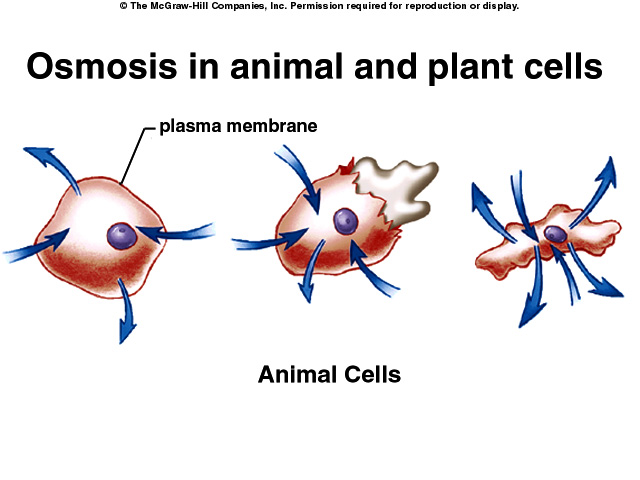 © The McGraw-Hill Companies, Inc. Permission required for reproduction or display.
Osmosis in animal and plant cells
plasma membrane
Animal Cells